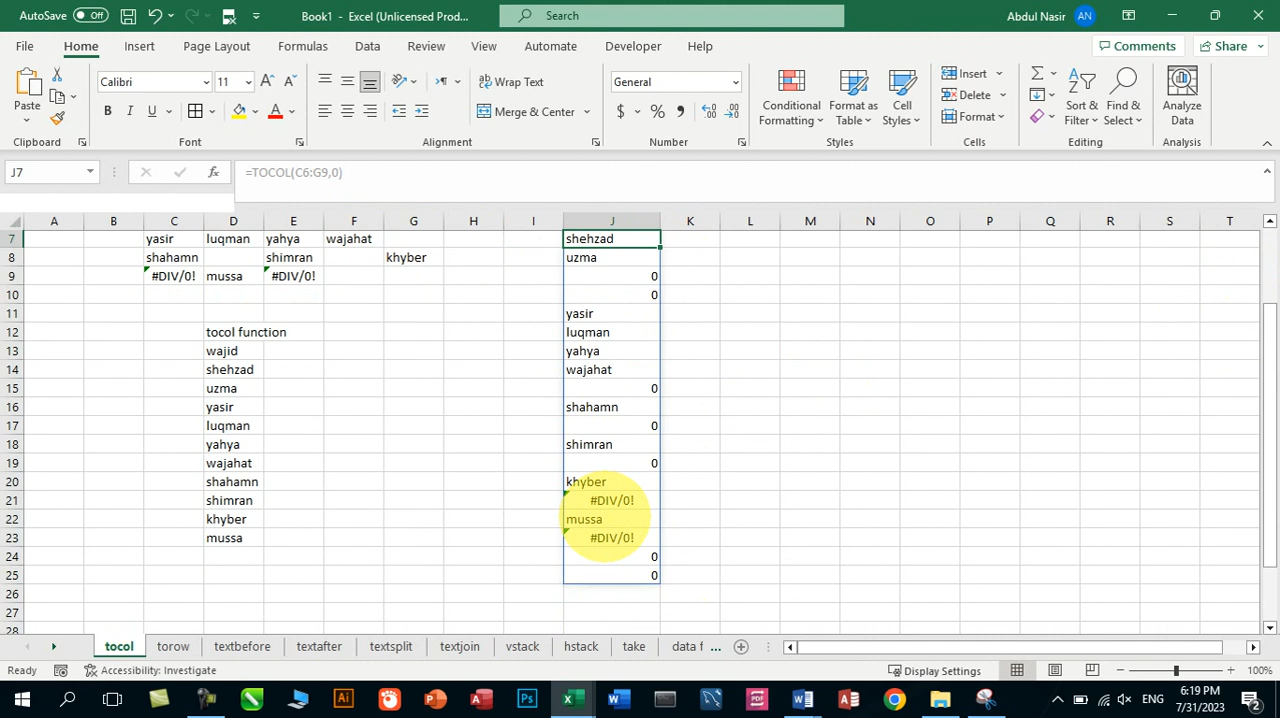 AutoSave Off Book1 - Excel (Unlicensed Prod... Search Abdul Nasir AN
File Home Insert Page Layout Formulas Data Review View Automate Developer Help Comments Share
Calibri 11 Wrap Text General Insert
Paste B I U Merge & Center $ % Conditional Formatting Format as Table Cell Styles Delete Format Sort & Filter Find & Select Analyze Data
Clipboard Font Alignment Number Styles Cells Editing Analysis
J7 fx =TOCOL(C6:G9,0)
A B C D E F G H I J K L M N O P Q R S T
7 yasir luqman yahya wajahat shehzad
8 shahamn shimran khyber uzma
9 #DIV/0! mussa #DIV/0! 0
10 0
11 yasir
12 tocol function luqman
13 wajid yahya
14 shehzad wajahat
15 uzma 0
16 yasir shahamn
17 luqman 0
18 yahya shimran
19 wajahat 0
20 shahamn khyber
21 shimran #DIV/0!
22 khyber mussa
23 mussa #DIV/0!
24 0
25 0
26
27
28
tocol torow textbefore textafter textsplit textjoin vstack hstack take data f ...
Ready Accessibility: Investigate Display Settings 100%
ENG 6:19 PM
7/31/2023